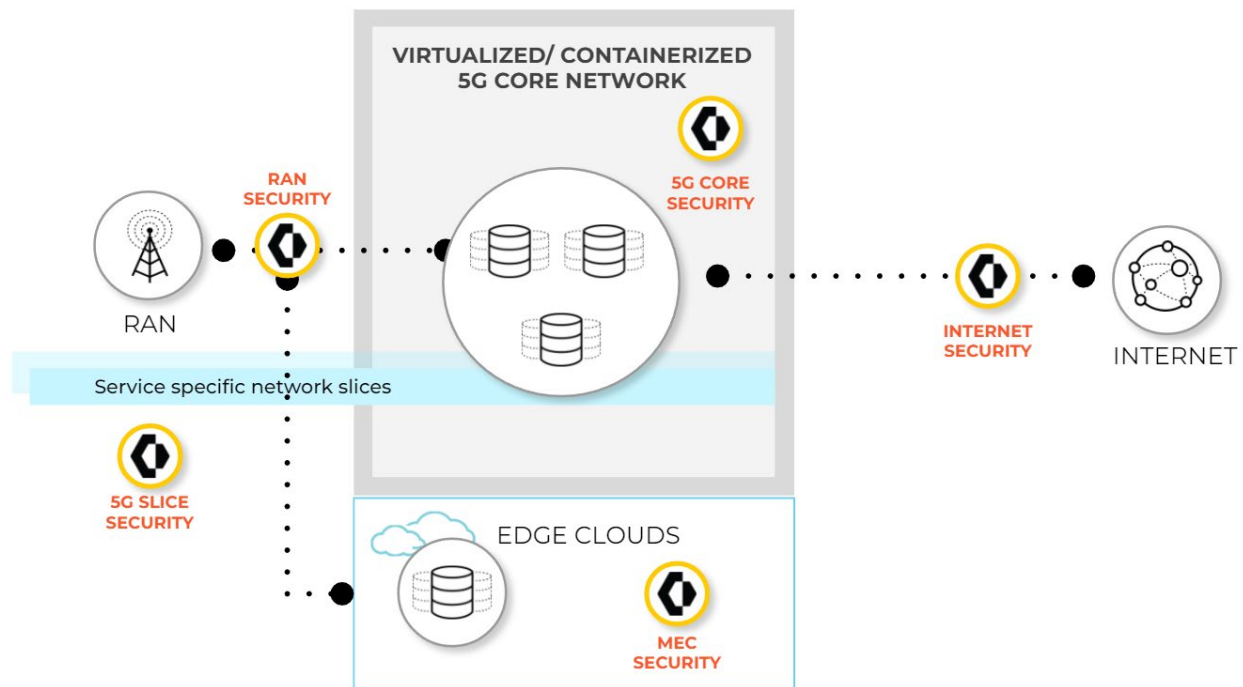 VIRTUALIZED/ CONTAINERIZED
5G CORE NETWORK
5G CORE
SECURITY
RAN
SECURITY
RAN
INTERNET
SECURITY
INTERNET
Service specific network slices
5G SLICE
SECURITY
EDGE CLOUDS
MEC
SECURITY